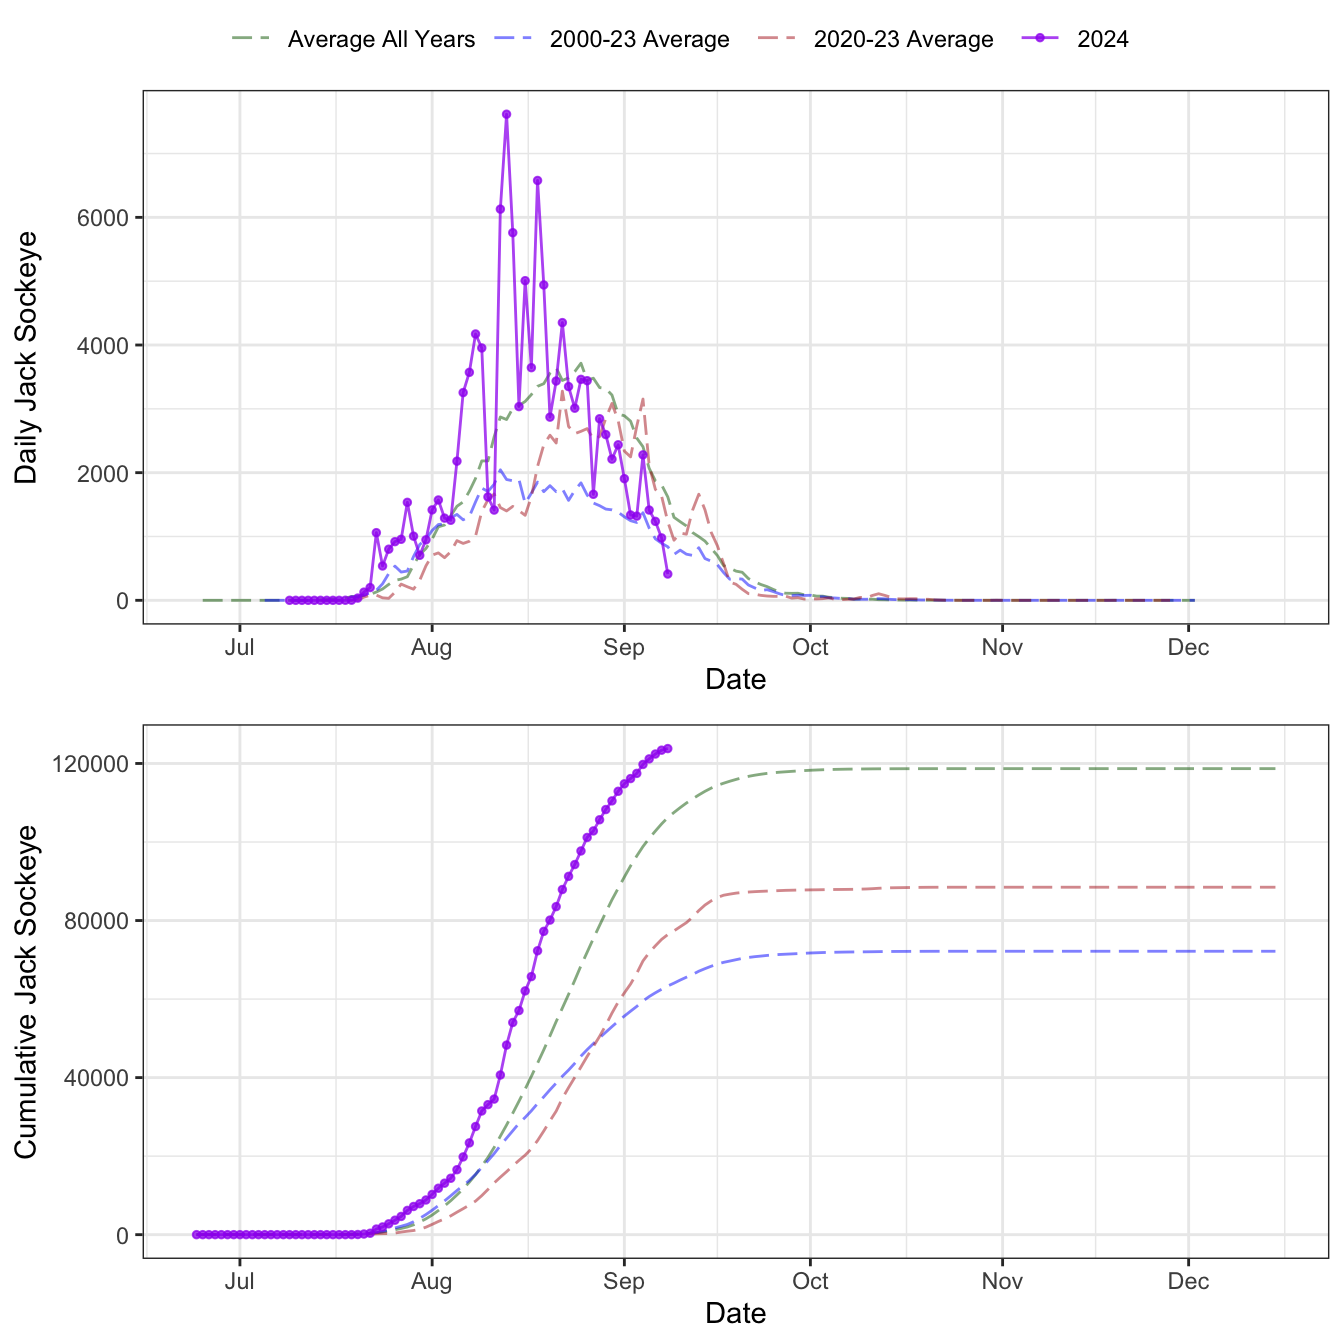 Average All Years 2000-23 Average 2020-23 Average 2024
Daily Jack Sockeye
6000
4000
2000
0
Jul Aug Sep Oct Nov Dec
Date
Cumulative Jack Sockeye
120000
80000
40000
0
Jul Aug Sep Oct Nov Dec
Date